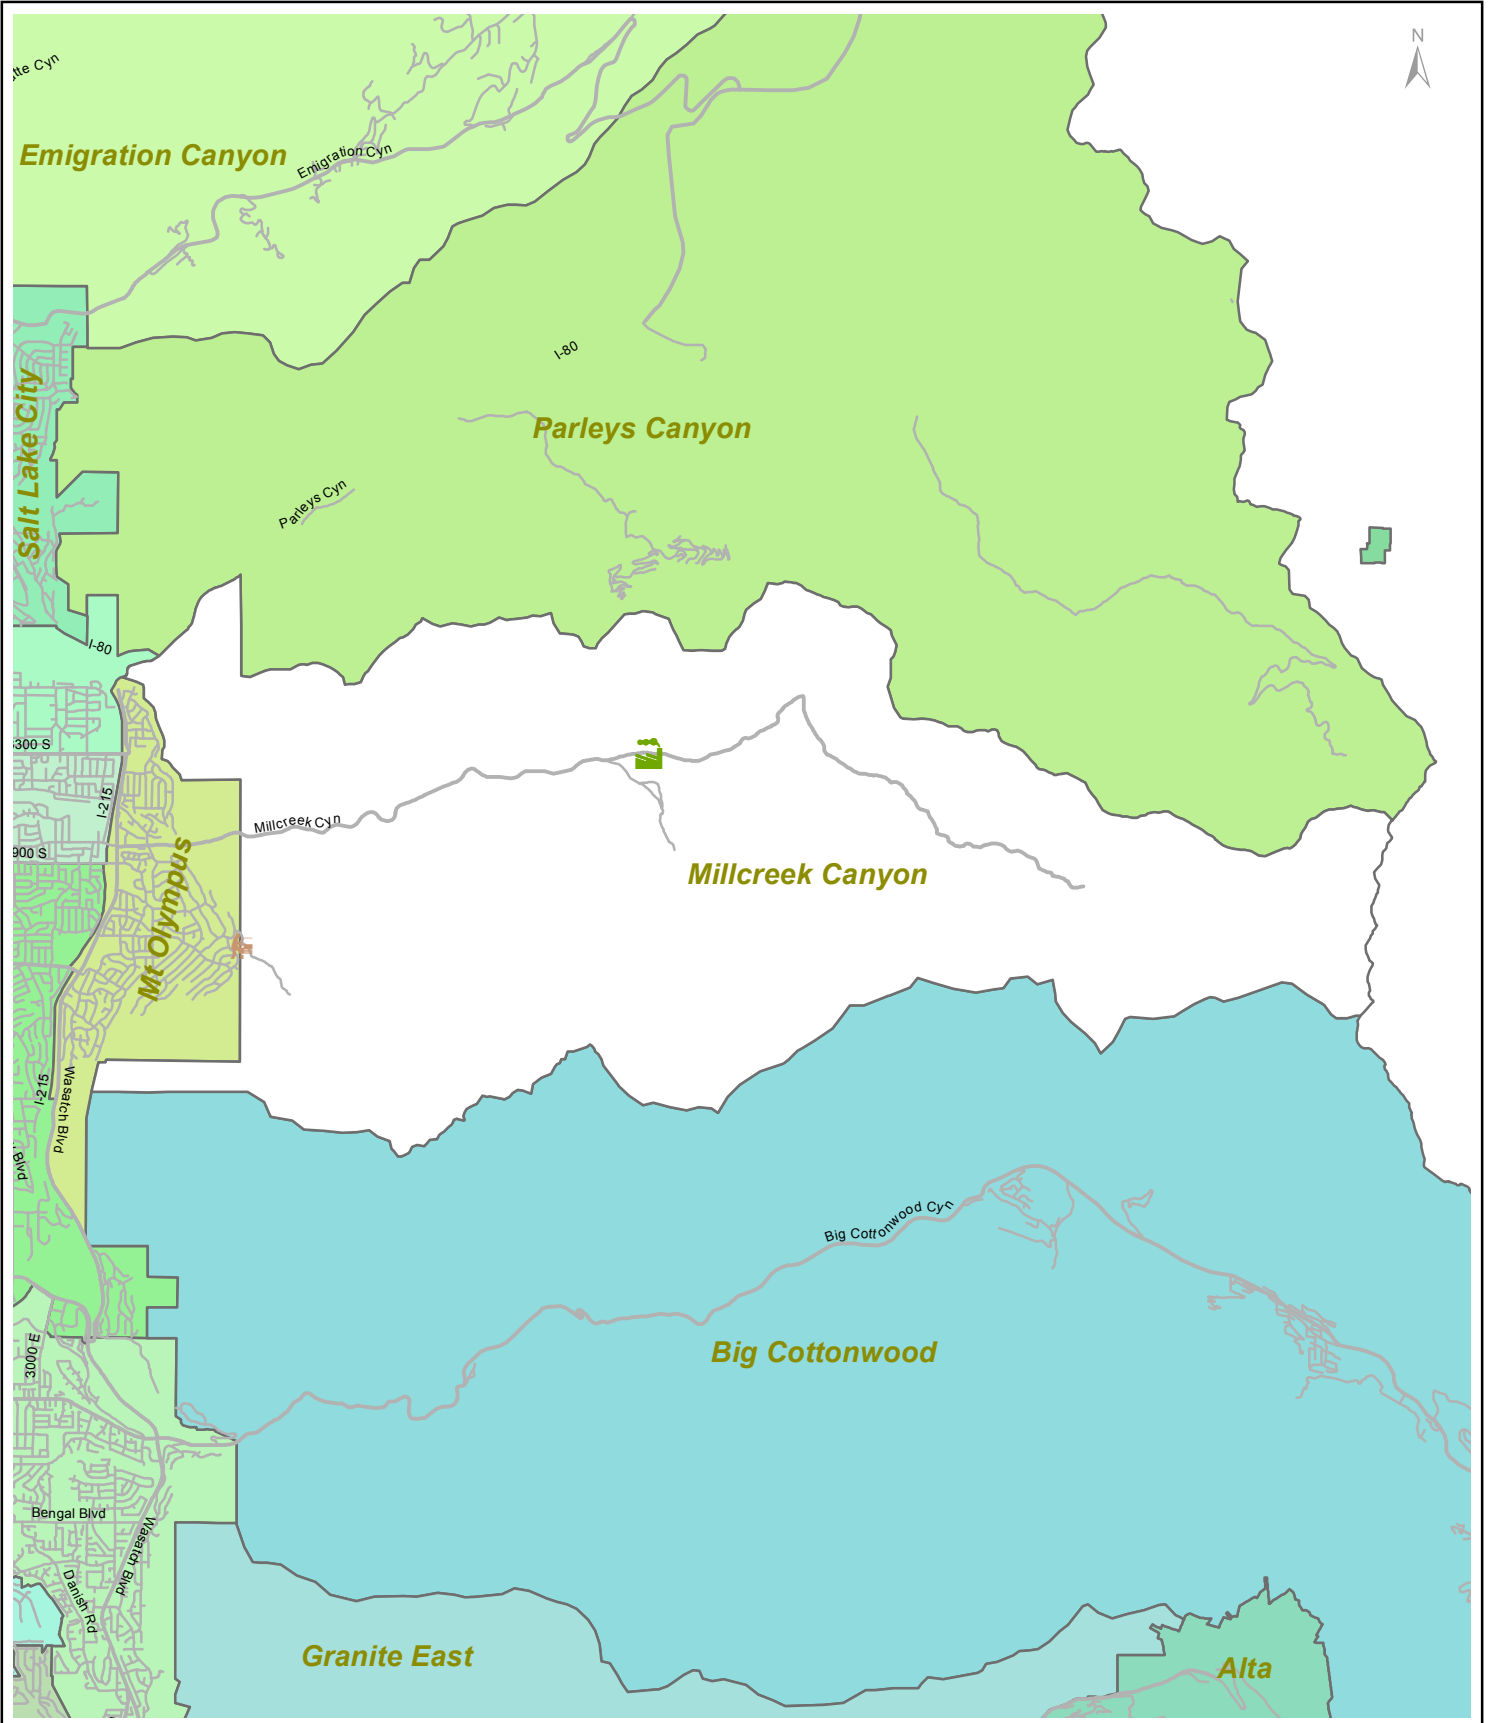 N
tte Cyn
Emigration Canyon
Emigration Cyn
I-80
Salt Lake City
Parleys Canyon
Parleys Cyn
I-80
300 S
I-215
Millcreek Cyn
900 S
Mt Olympus
Millcreek Canyon
I-215
Wasatch Blvd
Blvd
Big Cottonwood Cyn
3000 E
Big Cottonwood
Bengal Blvd
Wasatch Blvd
Danish Rd
Granite East
Alta